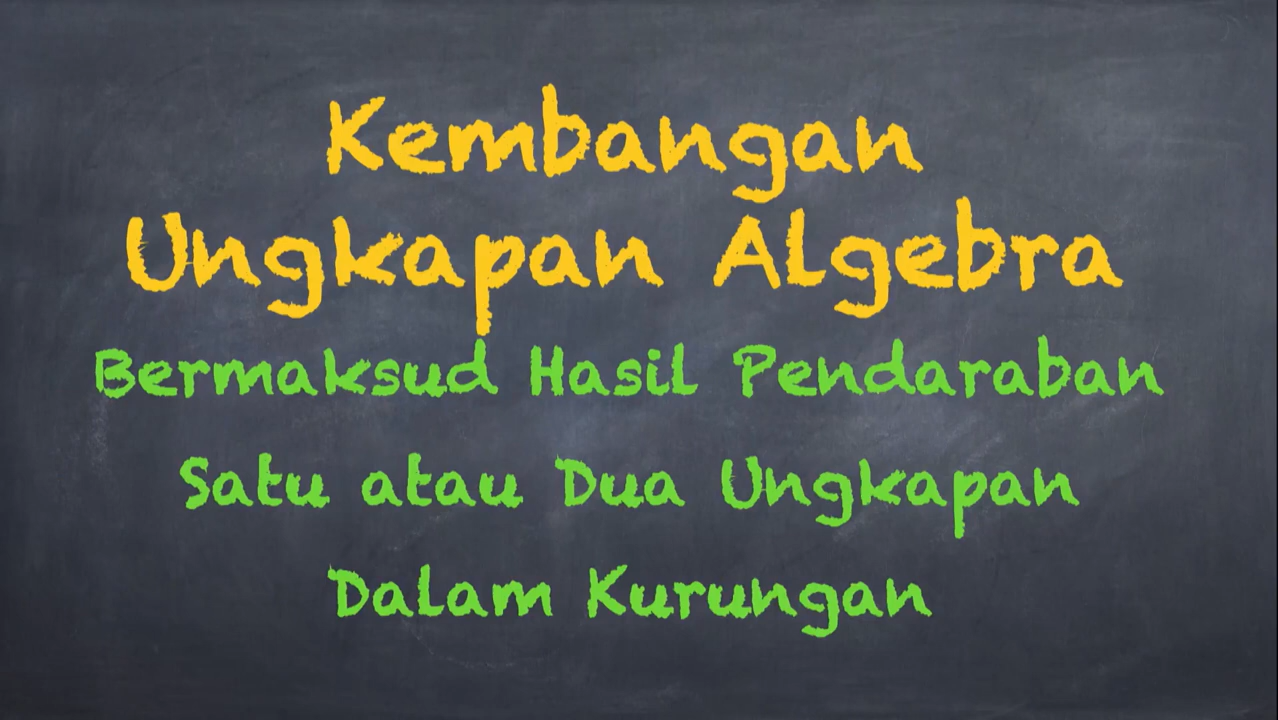 Kembangan
Ungkapan Algebra
Bermaksud Hasil Pendaraban
Satu atau Dua Ungkapan
Dalam Kurungan